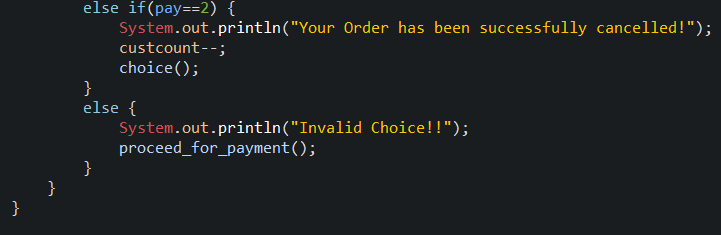 else if(pay==2) {
System.out.println("Your Order has been successfully cancelled!");
custcount--;
choice();
}
else {
System.out.println("Invalid Choice!!");
proceed_for_payment();
}
}
}